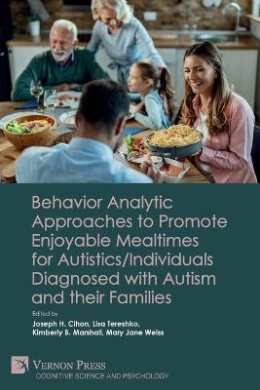 Behavior Analytic
Approaches to Promote
Enjoyable Mealtimes
for Autistics/Individuals
Diagnosed with Autism
and their Families
Edited by
Joseph H. Cihon, Lisa Tereshko,
Kimberly B. Marshall, Mary Jane Weiss
VERNON PRESS
COGNITIVE SCIENCE AND PSYCHOLOGY